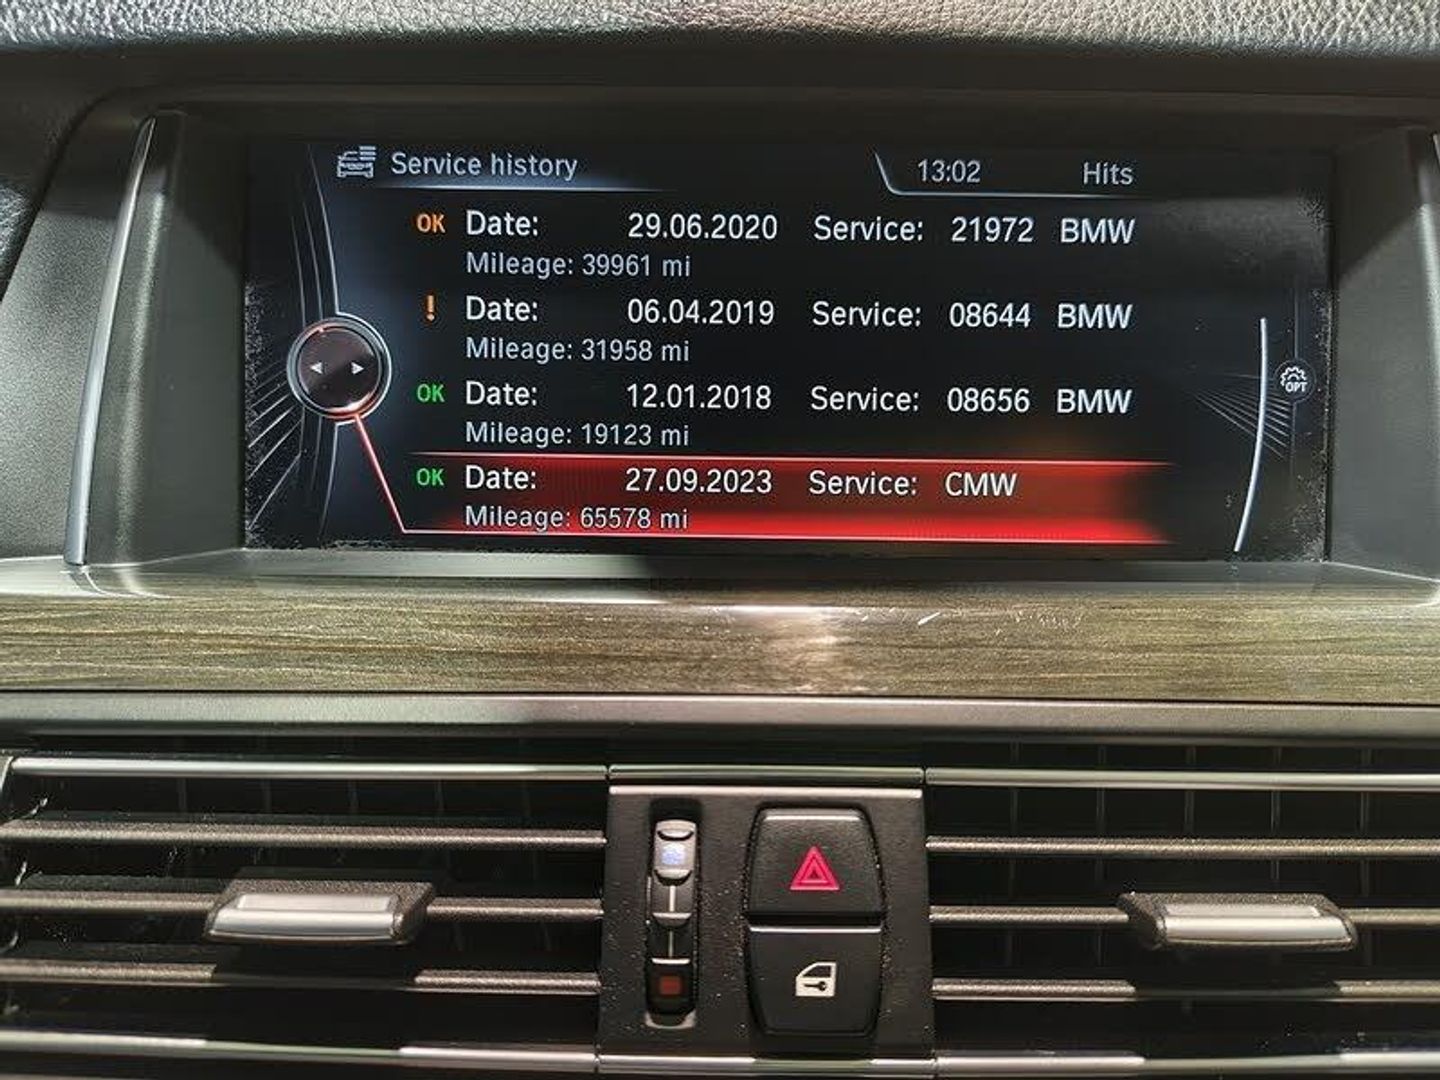 Service history 13:02 Hits
OK Date: 29.06.2020 Service: 21972 BMW
Mileage: 39961 mi
! Date: 06.04.2019 Service: 08644 BMW
Mileage: 31958 mi
OK Date: 12.01.2018 Service: 08656 BMW
Mileage: 19123 mi
OK Date: 27.09.2023 Service: CMW
Mileage: 65578 mi
OPT